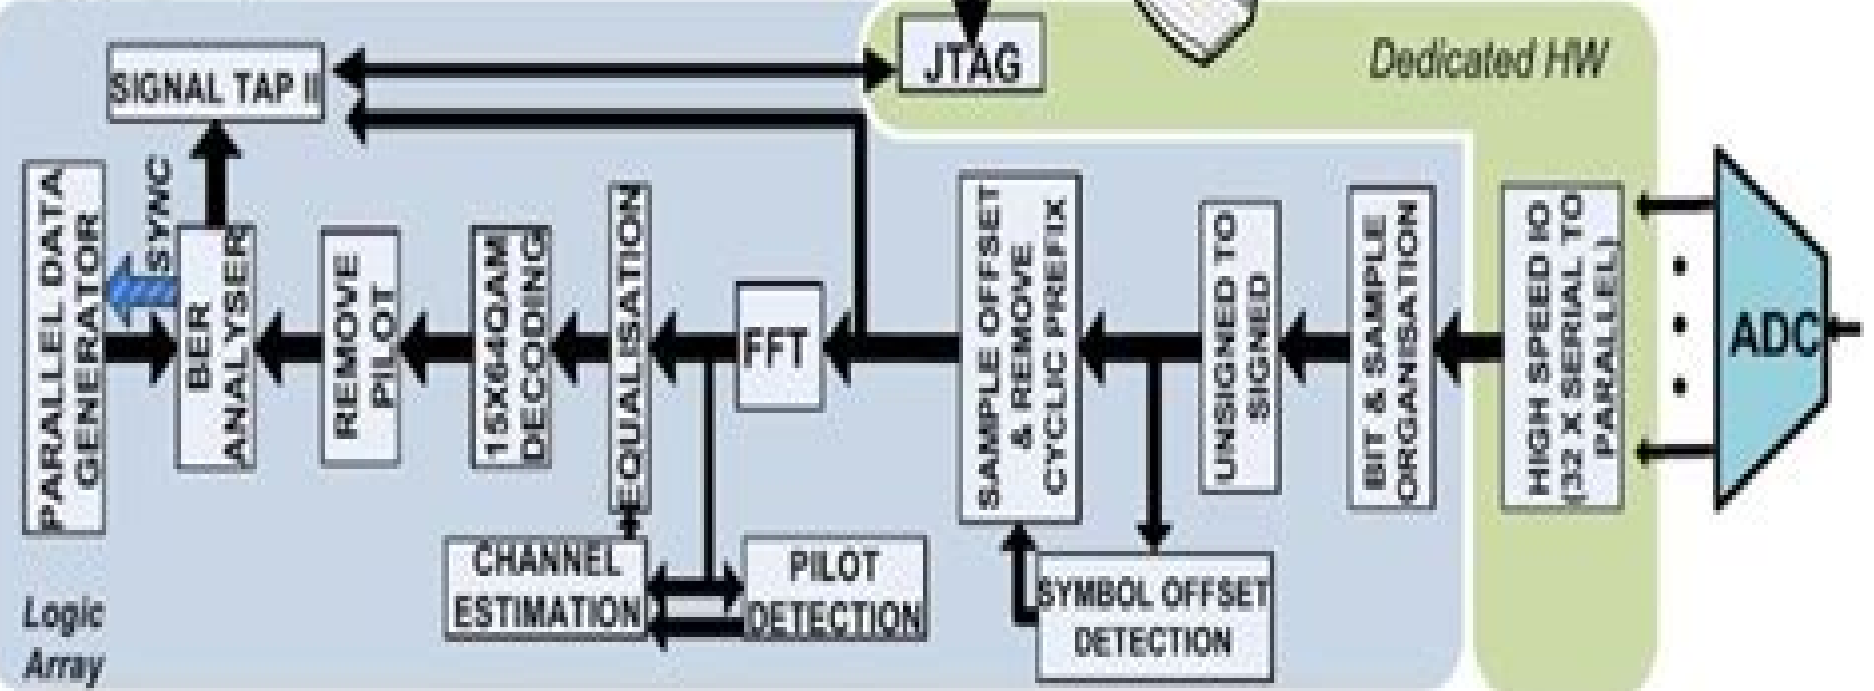 JTAG
Dedicated HW
SIGNAL TAP II
SYNC
PARALLEL DATA
GENERATOR
BER
ANALYSER
REMOVE
PILOT
15X64QAM
DECODING
EQUALISATION
FFT
SAMPLE OFFSET
& REMOVE
CYCLIC PREFIX
UNSIGNED TO
SIGNED
BIT & SAMPLE
ORGANISATION
HIGH SPEED IO
(32 X SERIAL TO
PARALLEL)
ADC
CHANNEL
ESTIMATION
PILOT
DETECTION
SYMBOL OFFSET
DETECTION
Logic
Array